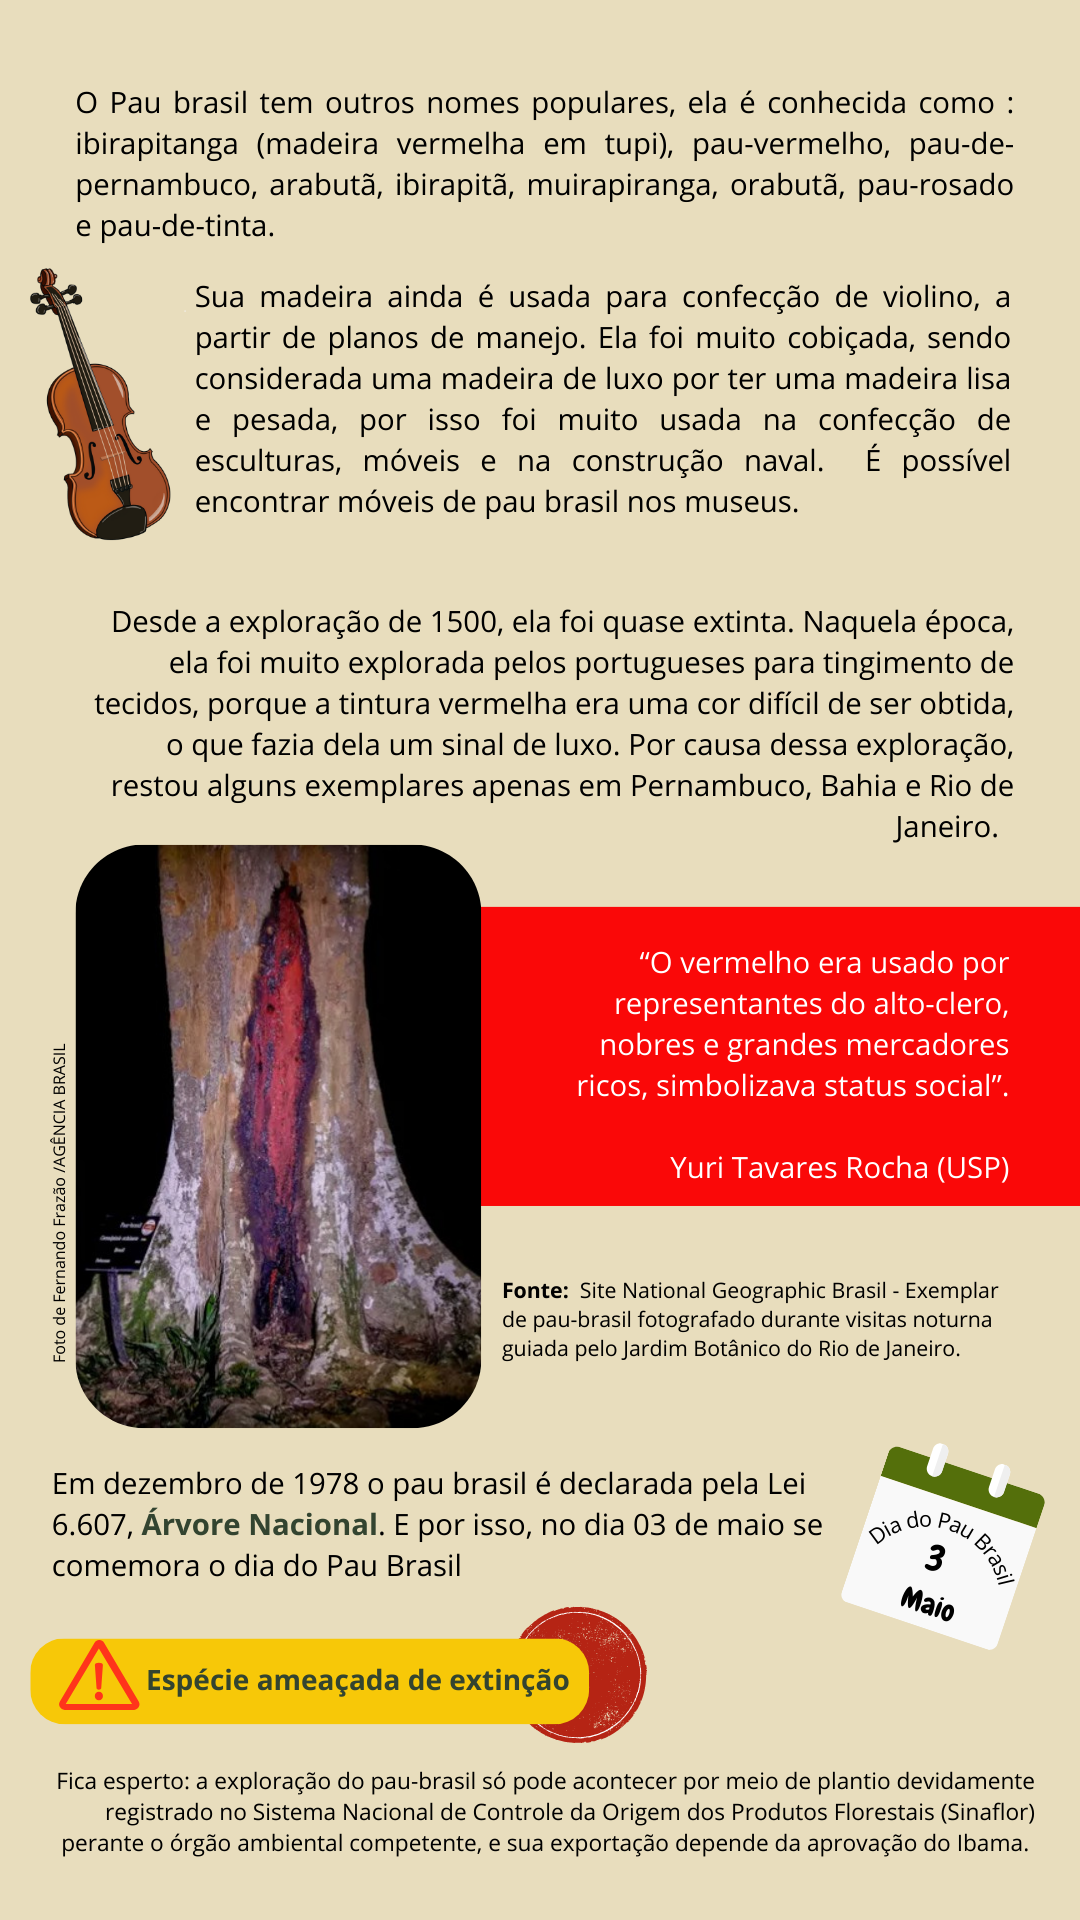 O Pau brasil tem outros nomes populares, ela é conhecida como :
ibirapitanga (madeira vermelha em tupi), pau-vermelho, pau-de-
pernambuco, arabutã, ibirapitã, muirapiranga, orabutã, pau-rosado
e pau-de-tinta.
Sua madeira ainda é usada para confecção de violino, a
partir de planos de manejo. Ela foi muito cobiçada, sendo
considerada uma madeira de luxo por ter uma madeira lisa
e pesada, por isso foi muito usada na confecção de
esculturas, móveis e na construção naval. É possível
encontrar móveis de pau brasil nos museus.
Desde a exploração de 1500, ela foi quase extinta. Naquela época,
ela foi muito explorada pelos portugueses para tingimento de
tecidos, porque a tintura vermelha era uma cor difícil de ser obtida,
o que fazia dela um sinal de luxo. Por causa dessa exploração,
restou alguns exemplares apenas em Pernambuco, Bahia e Rio de
Janeiro.
Foto de Fernando Frazão /AGÊNCIA BRASIL
Pau-brasil
“O vermelho era usado por
representantes do alto-clero,
nobres e grandes mercadores
ricos, simbolizava status social”.
Yuri Tavares Rocha (USP)
Fonte: Site National Geographic Brasil - Exemplar
de pau-brasil fotografado durante visitas noturna
guiada pelo Jardim Botânico do Rio de Janeiro.
Em dezembro de 1978 o pau brasil é declarada pela Lei
6.607, Árvore Nacional. E por isso, no dia 03 de maio se
comemora o dia do Pau Brasil
Dia do Pau Brasil
3
Maio
Espécie ameaçada de extinção
Fica esperto: a exploração do pau-brasil só pode acontecer por meio de plantio devidamente
registrado no Sistema Nacional de Controle da Origem dos Produtos Florestais (Sinaflor)
perante o órgão ambiental competente, e sua exportação depende da aprovação do Ibama.